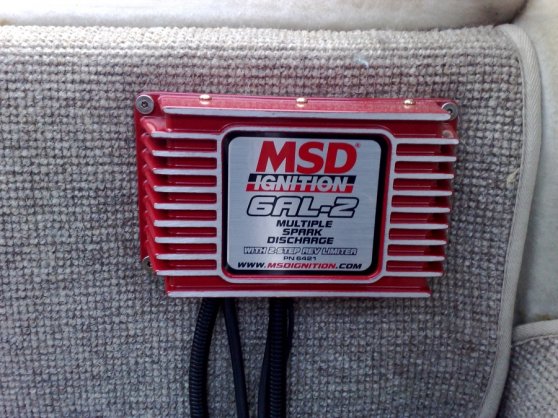 MSD®
IGNITION
6AL-2
MULTIPLE
SPARK
DISCHARGE
WITH 2-STEP REV LIMITER
PN 6421
WWW.MSDIGNITION.COM